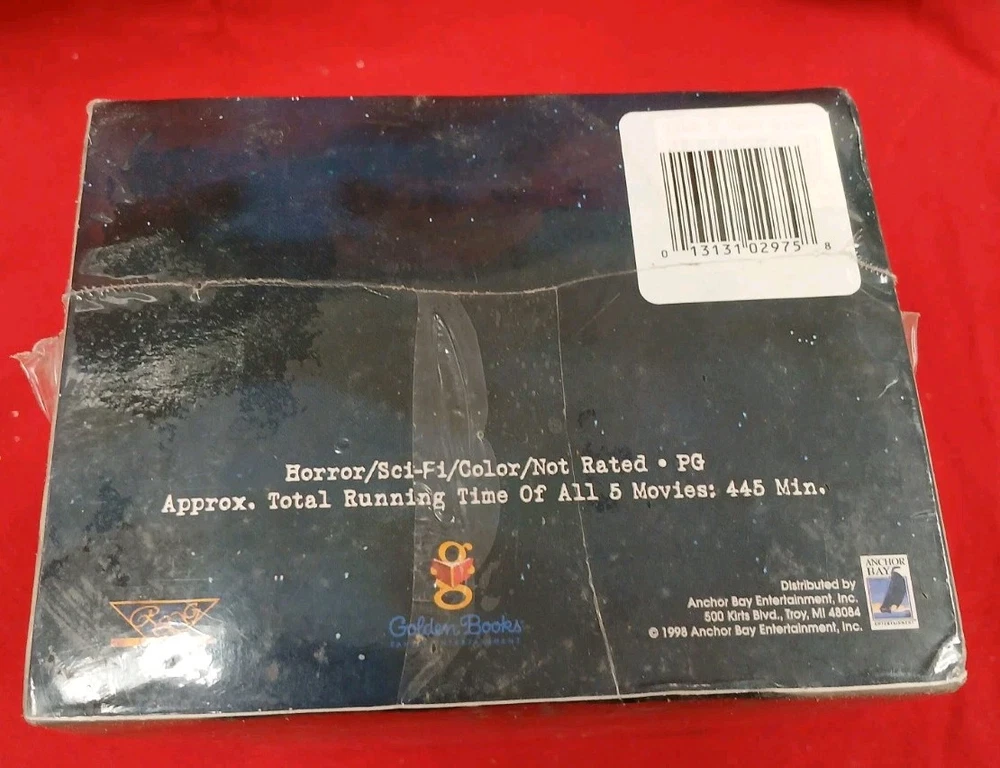 0 13131 02975 8
Horror/Sci-Fi/Color/Not Rated • PG
Approx. Total Running Time Of All 5 Movies: 445 Min.
g
Golden Books
R G
Distributed by
Anchor Bay Entertainment, Inc.
500 Kirts Blvd., Troy, MI 48084
© 1998 Anchor Bay Entertainment, Inc.
ANCHOR
BAY
ENTERTAINMENT